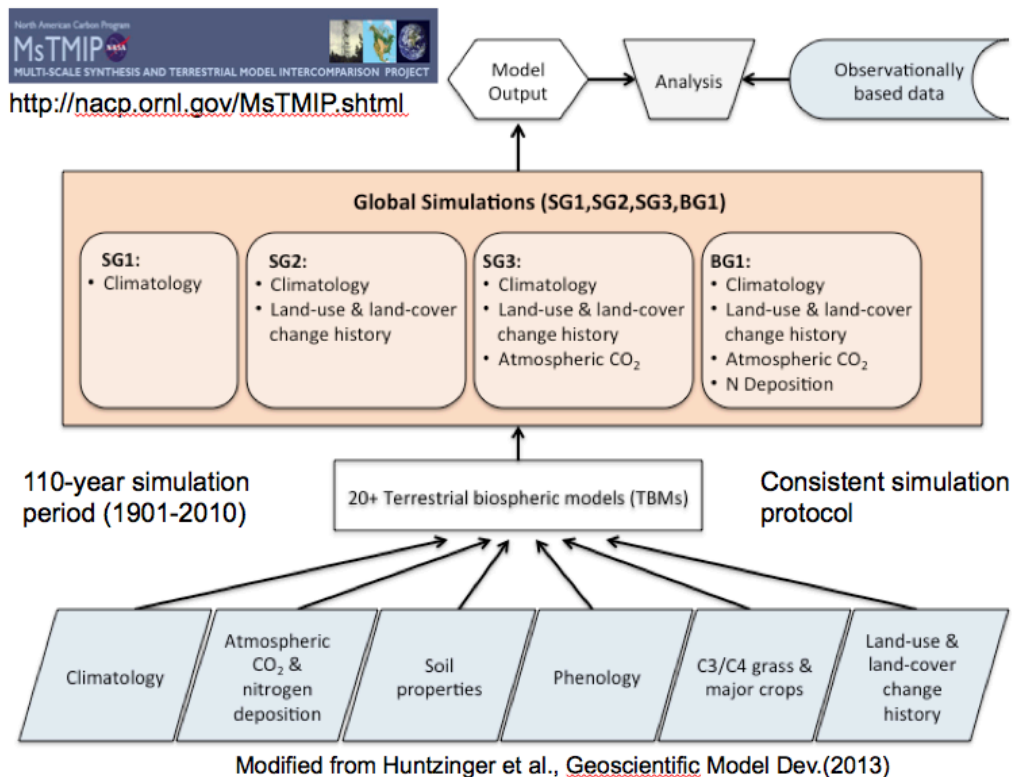 North American Carbon Program
MsTMIP NASA
MULTI-SCALE SYNTHESIS AND TERRESTRIAL MODEL INTERCOMPARISON PROJECT
http://nacp.ornl.gov/MsTMIP.shtml
Model
Output
Analysis
Observationally
based data
Global Simulations (SG1,SG2,SG3,BG1)
SG1:
• Climatology
SG2:
• Climatology
• Land-use & land-cover
change history
SG3:
• Climatology
• Land-use & land-cover
change history
• Atmospheric CO₂
BG1:
• Climatology
• Land-use & land-cover
change history
• Atmospheric CO₂
• N Deposition
110-year simulation
period (1901-2010)
20+ Terrestrial biospheric models (TBMs)
Consistent simulation
protocol
Climatology
Atmospheric
CO₂ &
nitrogen
deposition
Soil
properties
Phenology
C3/C4 grass &
major crops
Land-use &
land-cover
change
history
Modified from Huntzinger et al., Geoscientific Model Dev.(2013)